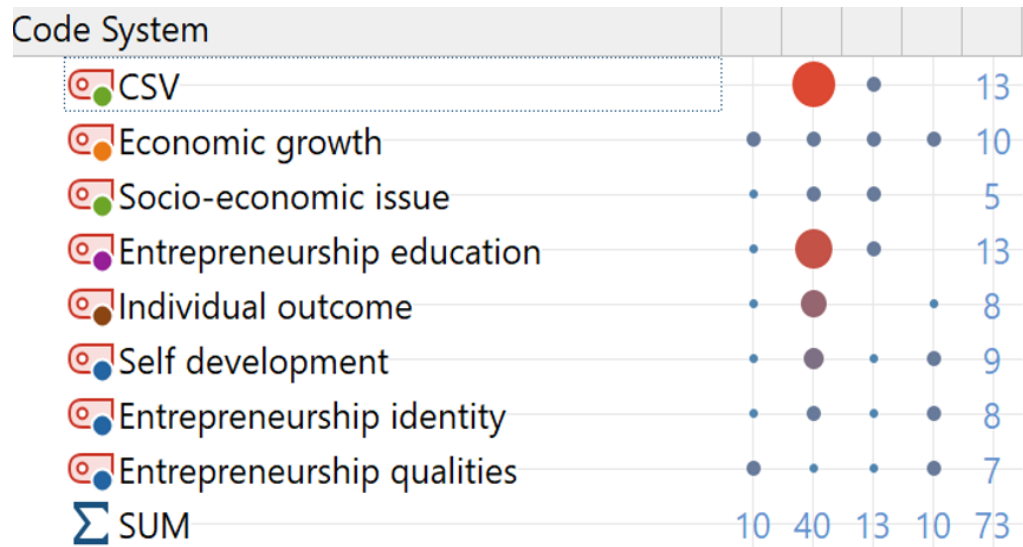 Code System
CSV 13
Economic growth 10
Socio-economic issue 5
Entrepreneurship education 13
Individual outcome 8
Self development 9
Entrepreneurship identity 8
Entrepreneurship qualities 7
Σ SUM 10 40 13 10 73